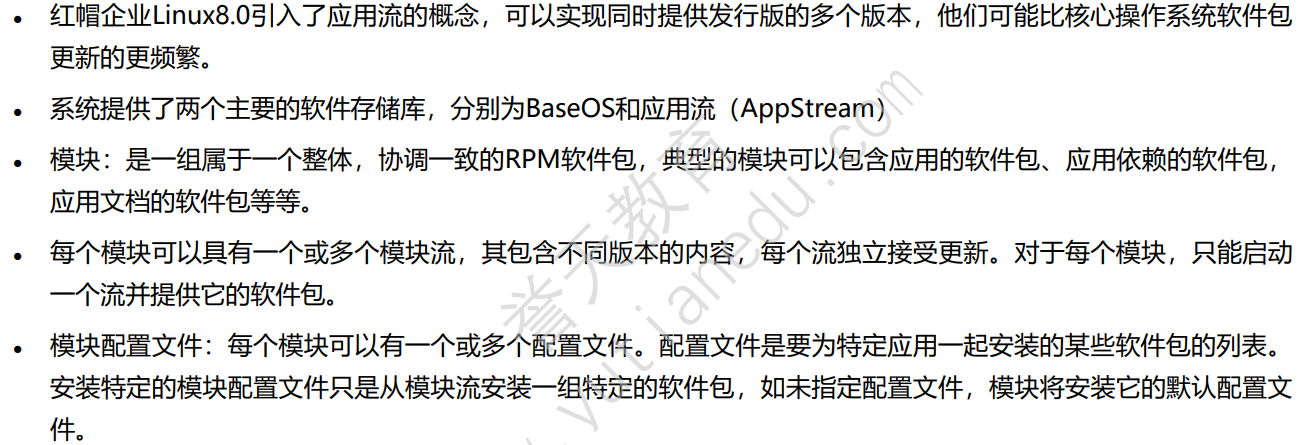 • 红帽企业Linux8.0引入了应用流的概念，可以实现同时提供发行版的多个版本，他们可能比核心操作系统软件包
更新的更频繁。
• 系统提供了两个主要的软件存储库，分别为BaseOS和应用流（AppStream）
• 模块：是一组属于一个整体，协调一致的RPM软件包，典型的模块可以包含应用的软件包、应用依赖的软件包，
应用文档的软件包等等。
• 每个模块可以具有一个或多个模块流，其包含不同版本的内容，每个流独立接受更新。对于每个模块，只能启动
一个流并提供它的软件包。
• 模块配置文件：每个模块可以有一个或多个配置文件。配置文件是要为特定应用一起安装的某些软件包的列表。
安装特定的模块配置文件只是从模块流安装一组特定的软件包，如未指定配置文件，模块将安装它的默认配置文
件。
誉天教育
.yutianedu.com